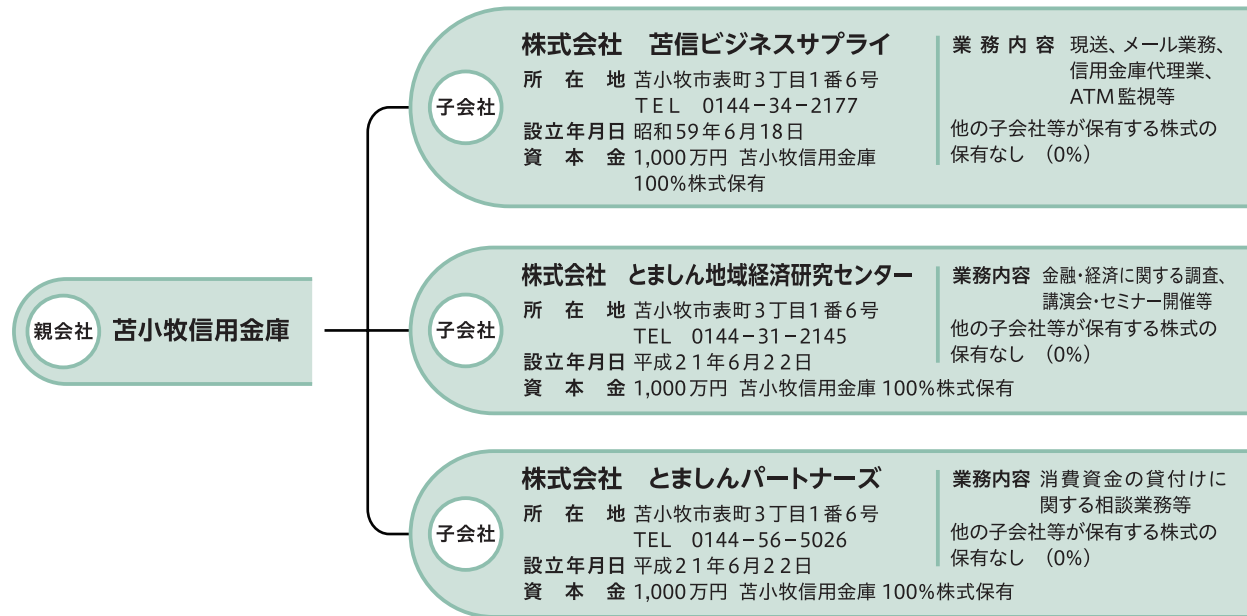 親会社 苫小牧信用金庫
子会社
株式会社 苫信ビジネスサプライ
所在地 苫小牧市表町3丁目1番6号
TEL 0144-34-2177
設立年月日 昭和59年6月18日
資本金 1,000万円 苫小牧信用金庫
100%株式保有
業務内容 現送、メール業務、
信用金庫代理業、
ATM監視等
他の子会社等が保有する株式の
保有なし (0%)
子会社
株式会社 とましん地域経済研究センター
所在地 苫小牧市表町3丁目1番6号
TEL 0144-31-2145
設立年月日 平成21年6月22日
資本金 1,000万円 苫小牧信用金庫 100%株式保有
業務内容 金融・経済に関する調査、
講演会・セミナー開催等
他の子会社等が保有する株式の
保有なし (0%)
子会社
株式会社 とましんパートナーズ
所在地 苫小牧市表町3丁目1番6号
TEL 0144-56-5026
設立年月日 平成21年6月22日
資本金 1,000万円 苫小牧信用金庫 100%株式保有
業務内容 消費資金の貸付けに
関する相談業務等
他の子会社等が保有する株式の
保有なし (0%)